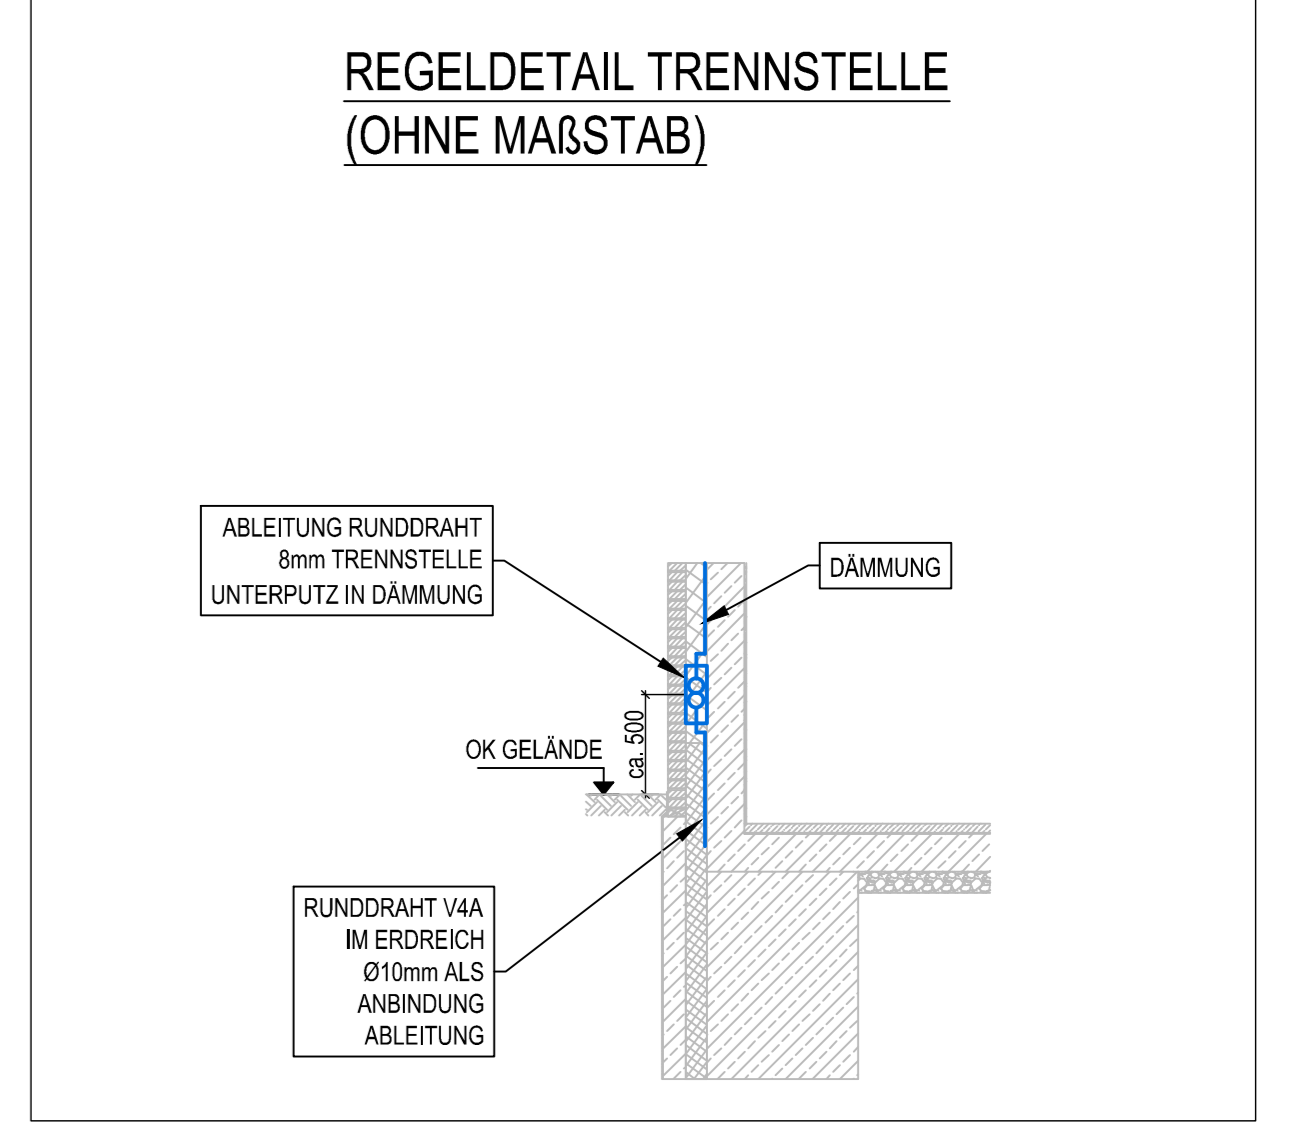 REGELDETAIL TRENNSTELLE
(OHNE MAßSTAB)
ABLEITUNG RUNDDRAHT
8mm TRENNSTELLE
UNTERPUTZ IN DÄMMUNG
DÄMMUNG
ca. 500
OK GELÄNDE
RUNDDRAHT V4A
IM ERDREICH
Ø10mm ALS
ANBINDUNG
ABLEITUNG